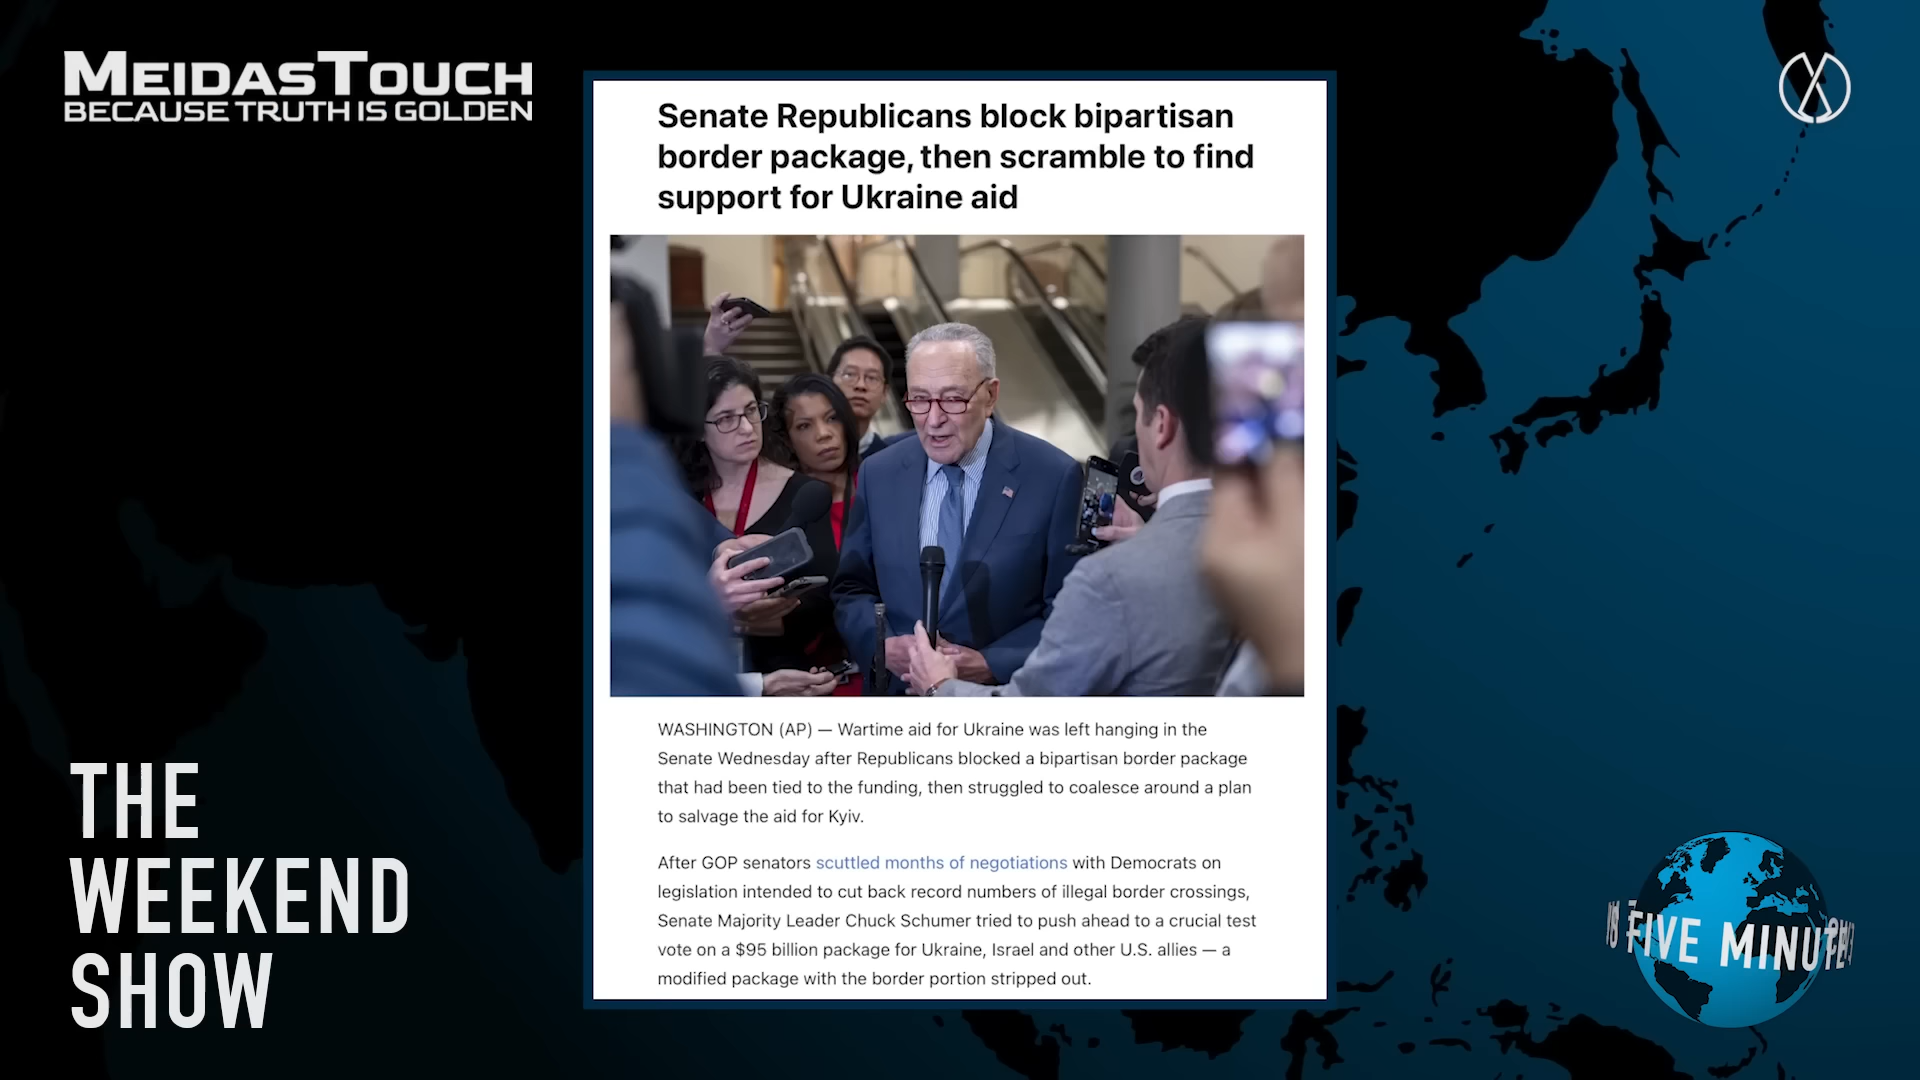 MEIDASTOUCH
BECAUSE TRUTH IS GOLDEN
Senate Republicans block bipartisan
border package, then scramble to find
support for Ukraine aid
WASHINGTON (AP) — Wartime aid for Ukraine was left hanging in the
Senate Wednesday after Republicans blocked a bipartisan border package
that had been tied to the funding, then struggled to coalesce around a plan
to salvage the aid for Kyiv.
After GOP senators scuttled months of negotiations with Democrats on
legislation intended to cut back record numbers of illegal border crossings,
Senate Majority Leader Chuck Schumer tried to push ahead to a crucial test
vote on a $95 billion package for Ukraine, Israel and other U.S. allies — a
modified package with the border portion stripped out.
THE
WEEKEND
SHOW
FIVE MINUTE